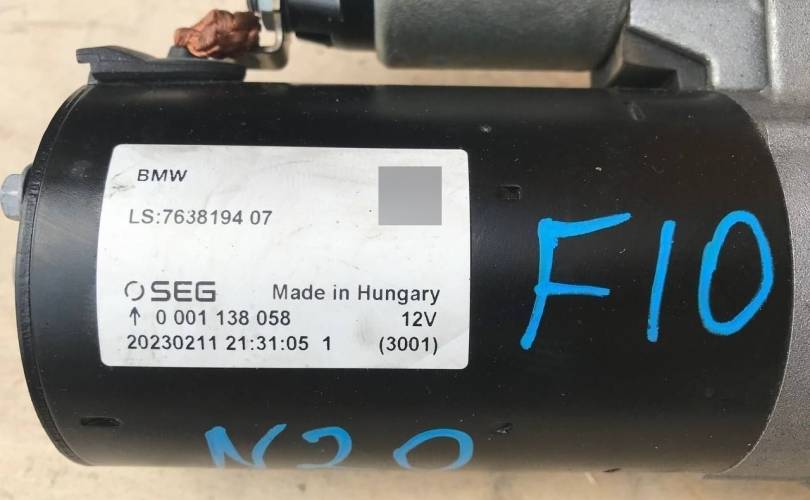 BMW
LS:7638194 07
SEG Made in Hungary
↑ 0 001 138 058 12V
20230211 21:31:05 1 (3001)
F10
N20